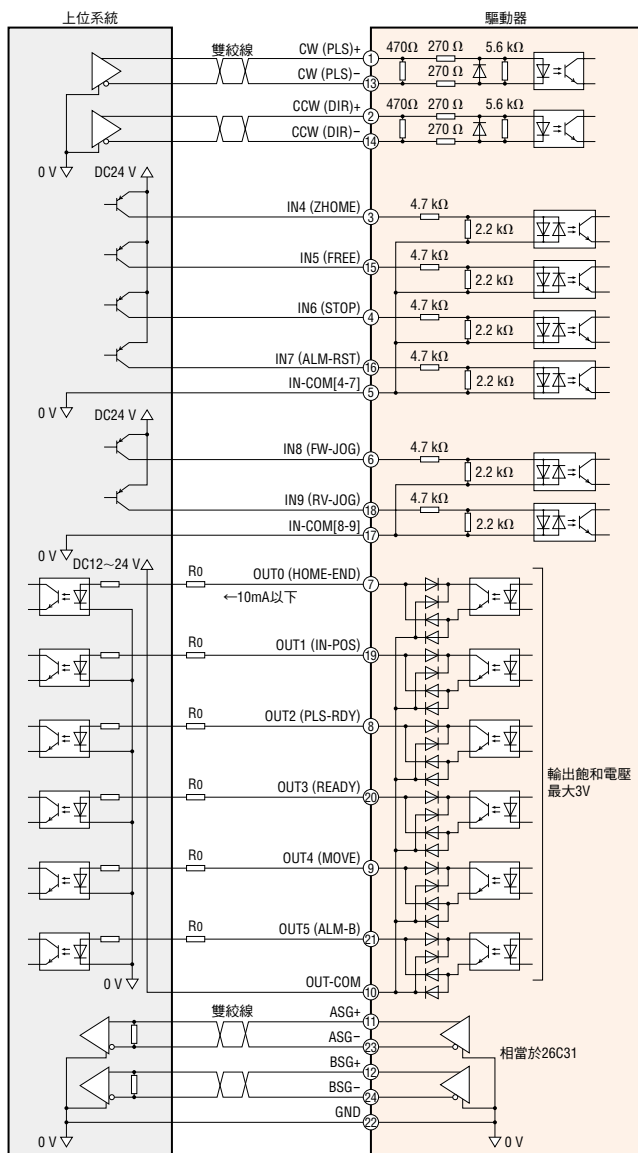 上位系統
驅動器
雙絞線
CW (PLS)+
1
470Ω
270 Ω
5.6 kΩ
CW (PLS)−
13
270 Ω
CCW (DIR)+
2
470Ω
270 Ω
5.6 kΩ
雙絞線
CCW (DIR)−
14
270 Ω
0 V
DC24 V
IN4 (ZHOME)
3
4.7 kΩ
2.2 kΩ
IN5 (FREE)
15
4.7 kΩ
2.2 kΩ
IN6 (STOP)
4
4.7 kΩ
2.2 kΩ
IN7 (ALM-RST)
16
4.7 kΩ
2.2 kΩ
IN-COM[4-7]
5
0 V
DC24 V
IN8 (FW-JOG)
6
4.7 kΩ
2.2 kΩ
IN9 (RV-JOG)
18
4.7 kΩ
2.2 kΩ
IN-COM[8-9]
17
0 V
DC12~24 V
R0
OUT0 (HOME-END)
7
←10mA以下
R0
OUT1 (IN-POS)
19
R0
OUT2 (PLS-RDY)
8
輸出飽和電壓
最大3V
R0
OUT3 (READY)
20
R0
OUT4 (MOVE)
9
R0
OUT5 (ALM-B)
21
0 V
OUT-COM
10
雙絞線
ASG+
11
ASG−
23
相當於26C31
BSG+
12
BSG−
24
GND
22
0 V
0 V